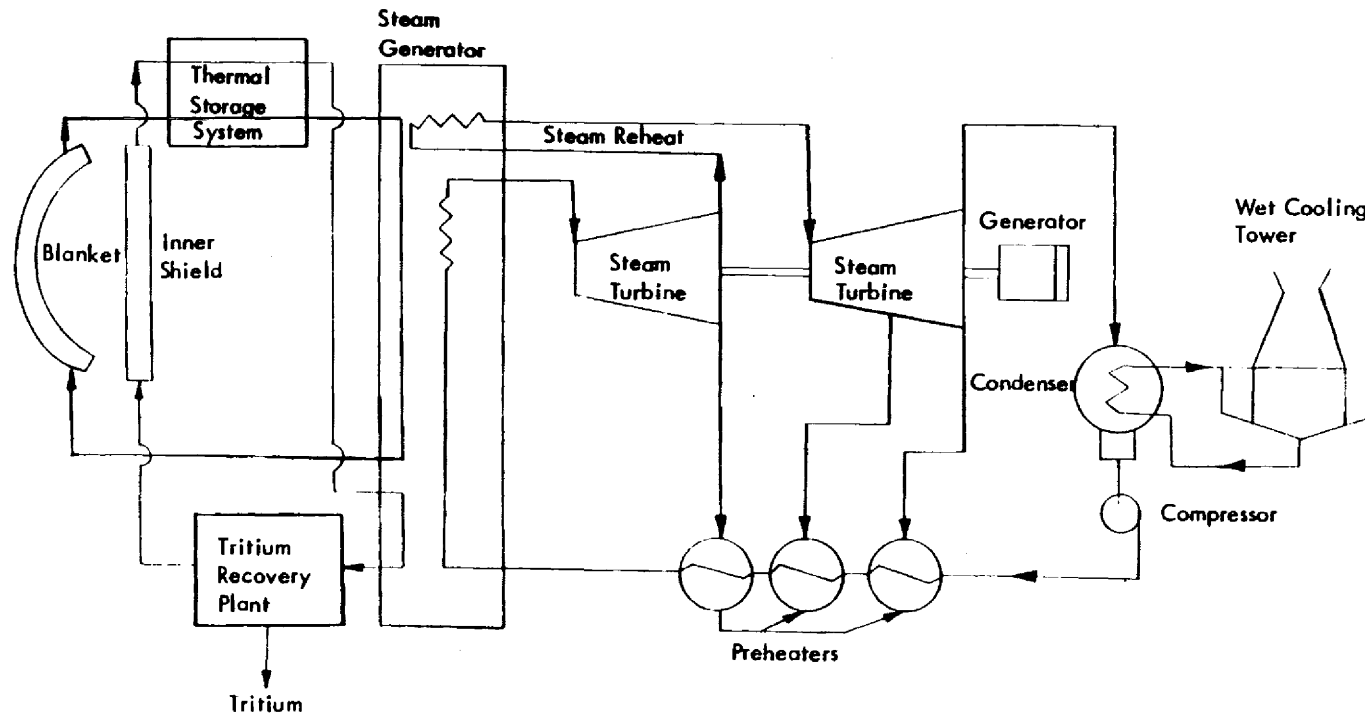 Steam
Generator
Thermal
Storage
System
Steam Reheat
Blanket
Inner
Shield
Steam
Turbine
Steam
Turbine
Generator
Wet Cooling
Tower
Condenser
Compressor
Tritium
Recovery
Plant
Preheaters
Tritium